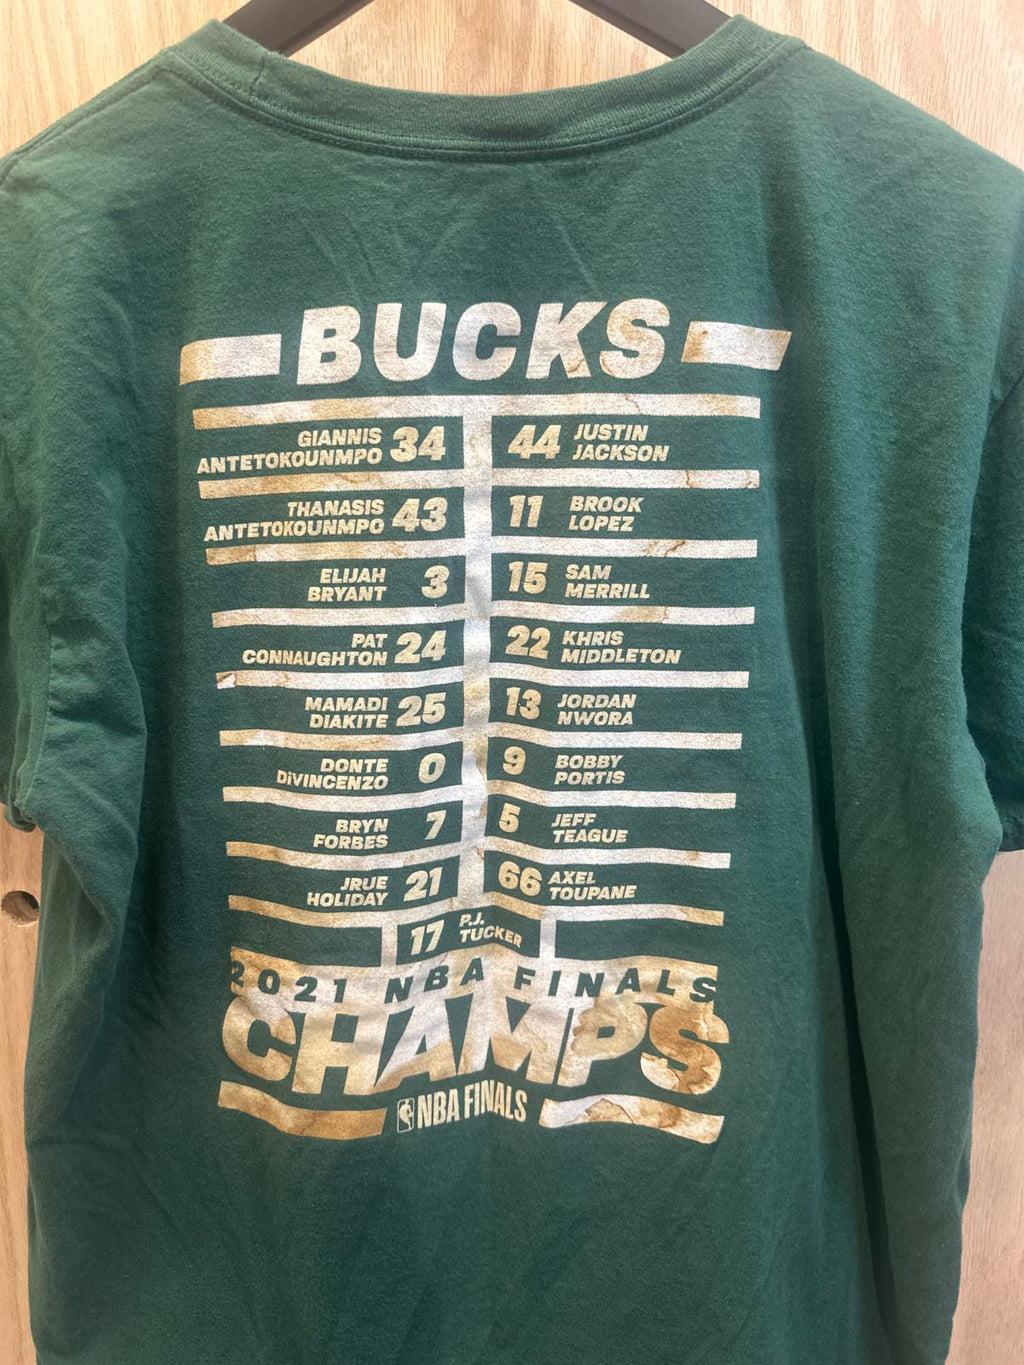 BUCKS
GIANNIS
ANTETOKOUNMPO 34
THANASIS
ANTETOKOUNMPO 43
ELIJAH
BRYANT 3
PAT
CONNAUGHTON 24
MAMADI
DIAKITE 25
DONTE
DiVINCENZO 0
BRYN
FORBES 7
JRUE
HOLIDAY 21
44 JUSTIN
JACKSON
11 BROOK
LOPEZ
15 SAM
MERRILL
22 KHRIS
MIDDLETON
13 JORDAN
NWORA
9 BOBBY
PORTIS
5 JEFF
TEAGUE
66 AXEL
TOUPANE
17 P.J.
TUCKER
2021 NBA FINALS
CHAMPS
NBA FINALS